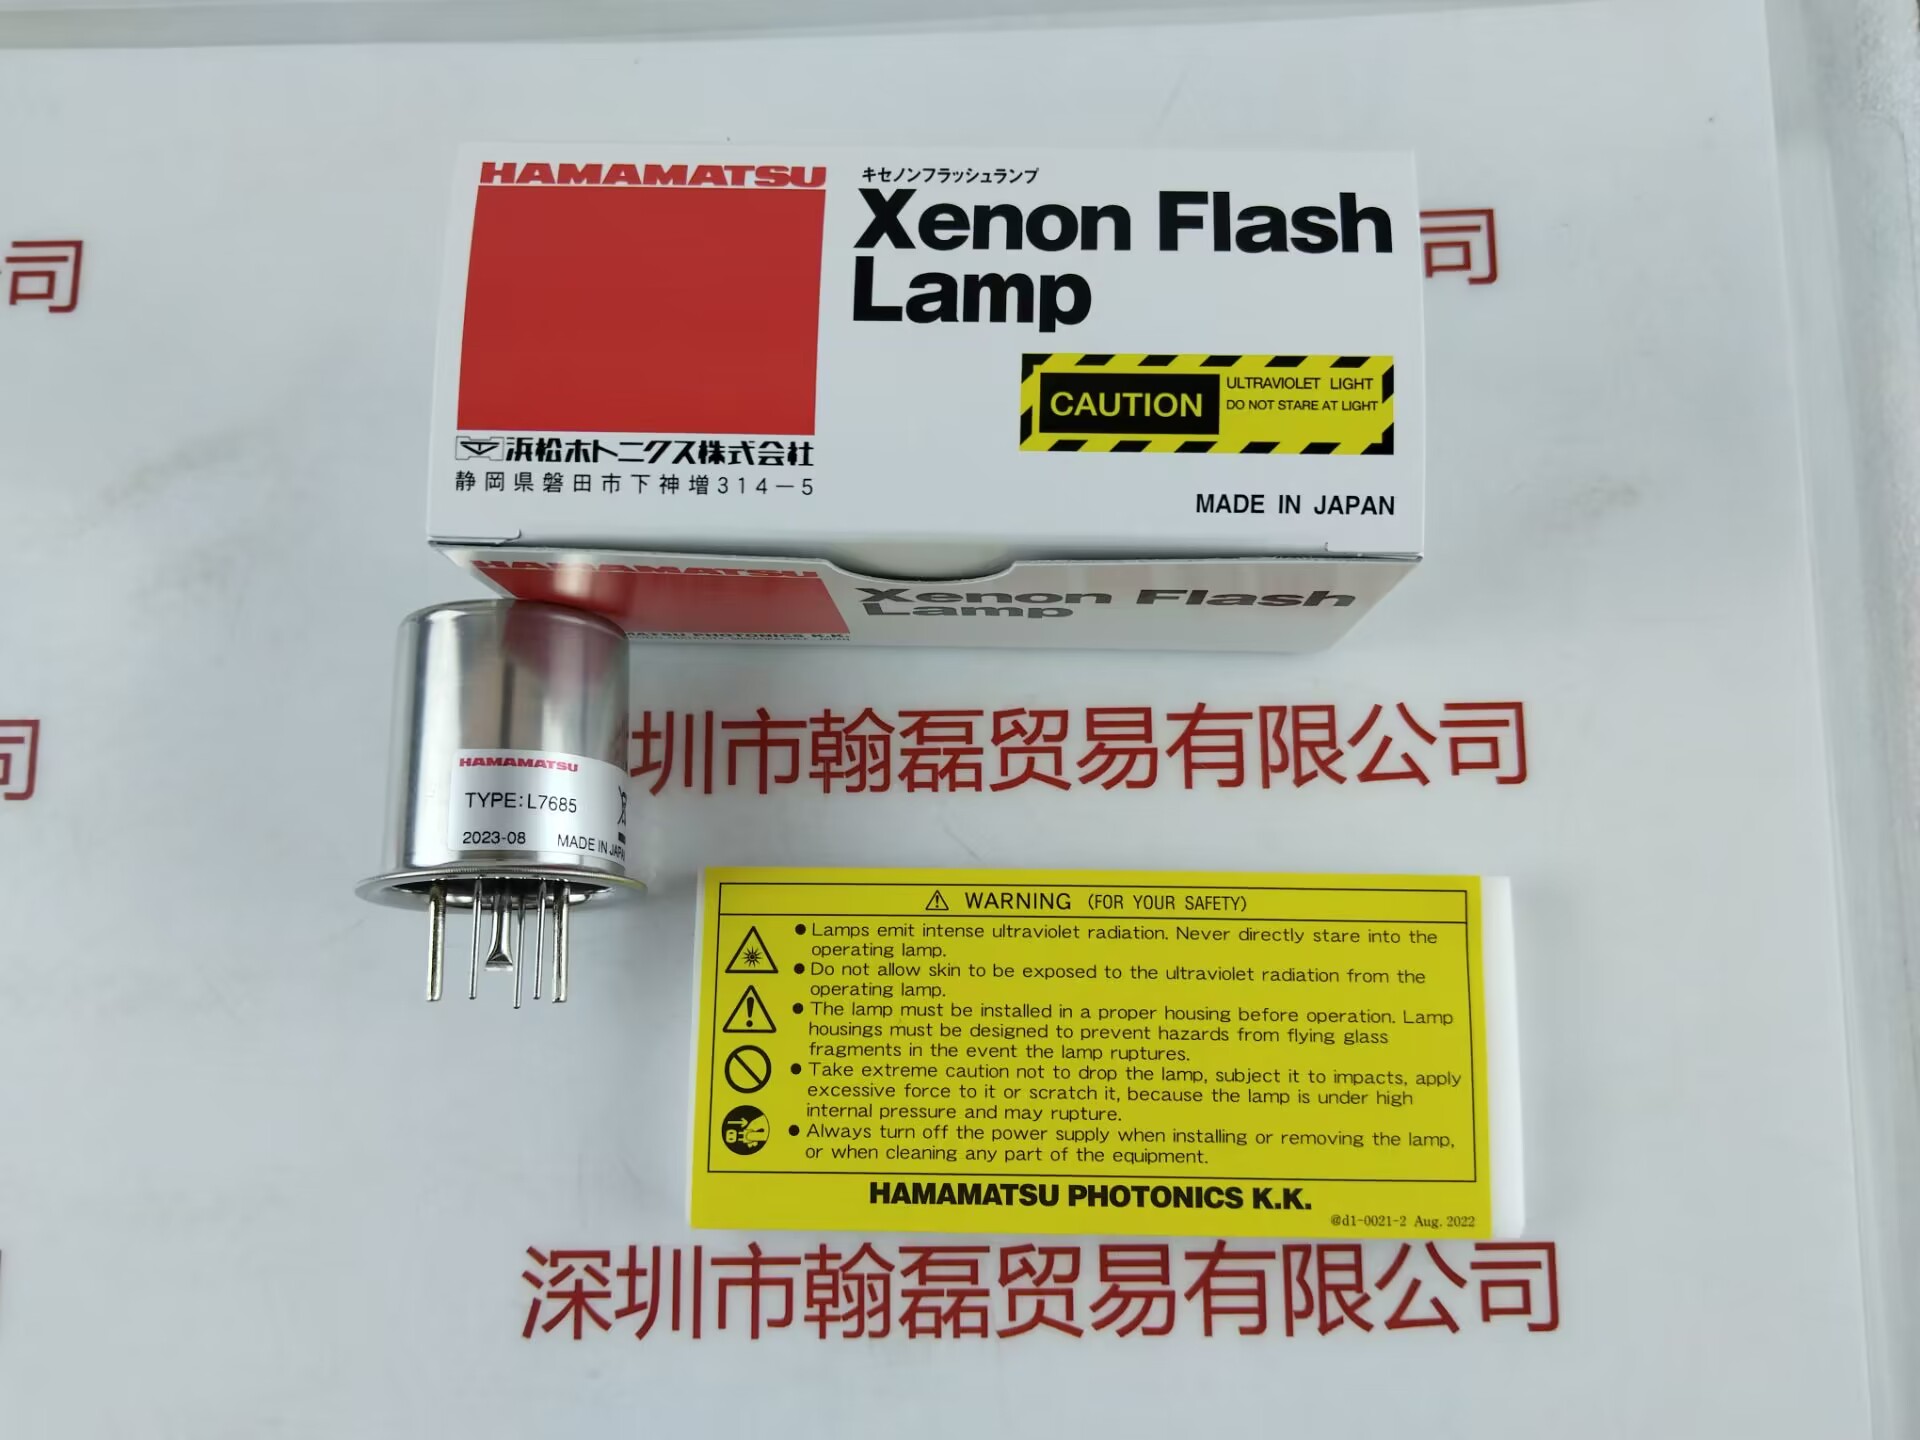 HAMAMATSU
キセノンフラッシュランプ
Xenon Flash
Lamp
CAUTION
ULTRAVIOLET LIGHT
DO NOT STARE AT LIGHT
浜松ホトニクス株式会社
静岡県磐田市下神増314-5
MADE IN JAPAN
司
司
HAMAMATSU
Xenon Flash
Lamp
HAMAMATSU
TYPE:L7685
2023-08 MADE IN JAPAN
圳市翰磊贸易有限公司
司
WARNING (FOR YOUR SAFETY)
● Lamps emit intense ultraviolet radiation. Never directly stare into the
operating lamp.
● Do not allow skin to be exposed to the ultraviolet radiation from the
operating lamp.
● The lamp must be installed in a proper housing before operation. Lamp
housings must be designed to prevent hazards from flying glass
fragments in the event the lamp ruptures.
● Take extreme caution not to drop the lamp, subject it to impacts, apply
excessive force to it or scratch it, because the lamp is under high
internal pressure and may rupture.
● Always turn off the power supply when installing or removing the lamp,
or when cleaning any part of the equipment.
HAMAMATSU PHOTONICS K.K.
@d1-0021-2 Aug. 2022
深圳市翰磊贸易有限公司